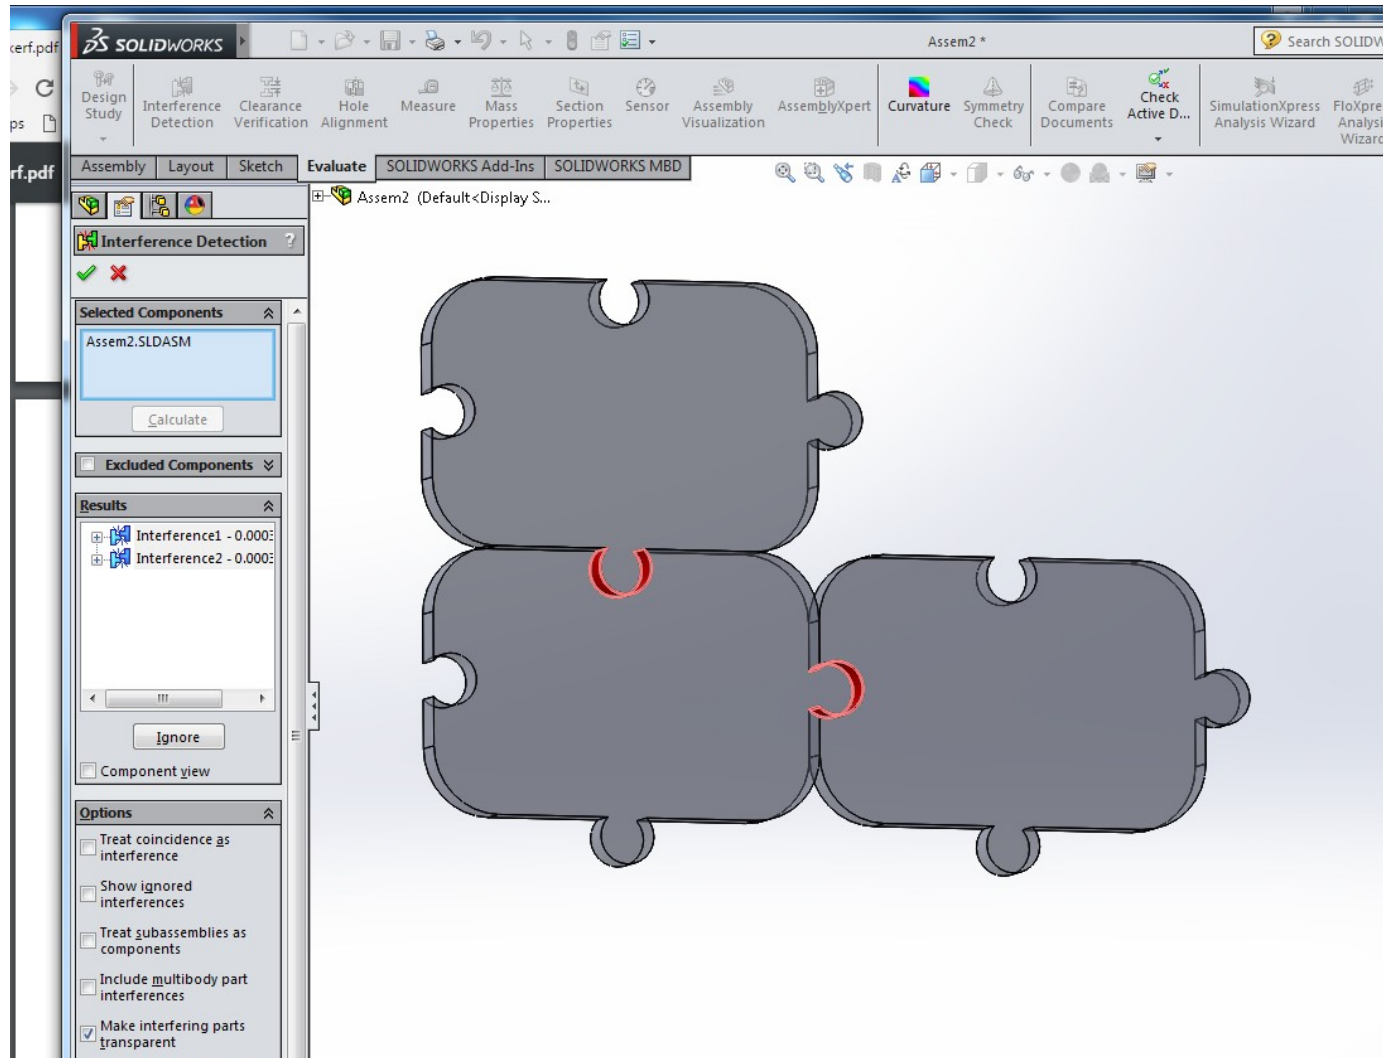 SOLIDWORKS
Assem2 *
Search SOLIDW
kerf.pdf
Design Study
Interference Detection
Clearance Verification
Hole Alignment
Measure
Mass Properties
Section Properties
Sensor
Assembly Visualization
AssemblyXpert
Curvature
Symmetry Check
Compare Documents
Check Active D...
SimulationXpress Analysis Wizard
FloXpre Analysi Wizard
ps
rf.pdf
Assembly
Layout
Sketch
Evaluate
SOLIDWORKS Add-Ins
SOLIDWORKS MBD
Assem2 (Default<Display S...
Interference Detection ?
Selected Components
Assem2.SLDASM
Calculate
Excluded Components
Results
Interference1 - 0.0003
Interference2 - 0.0003
Ignore
Component view
Options
Treat coincidence as
interference
Show ignored
interferences
Treat subassemblies as
components
Include multibody part
interferences
Make interfering parts
transparent